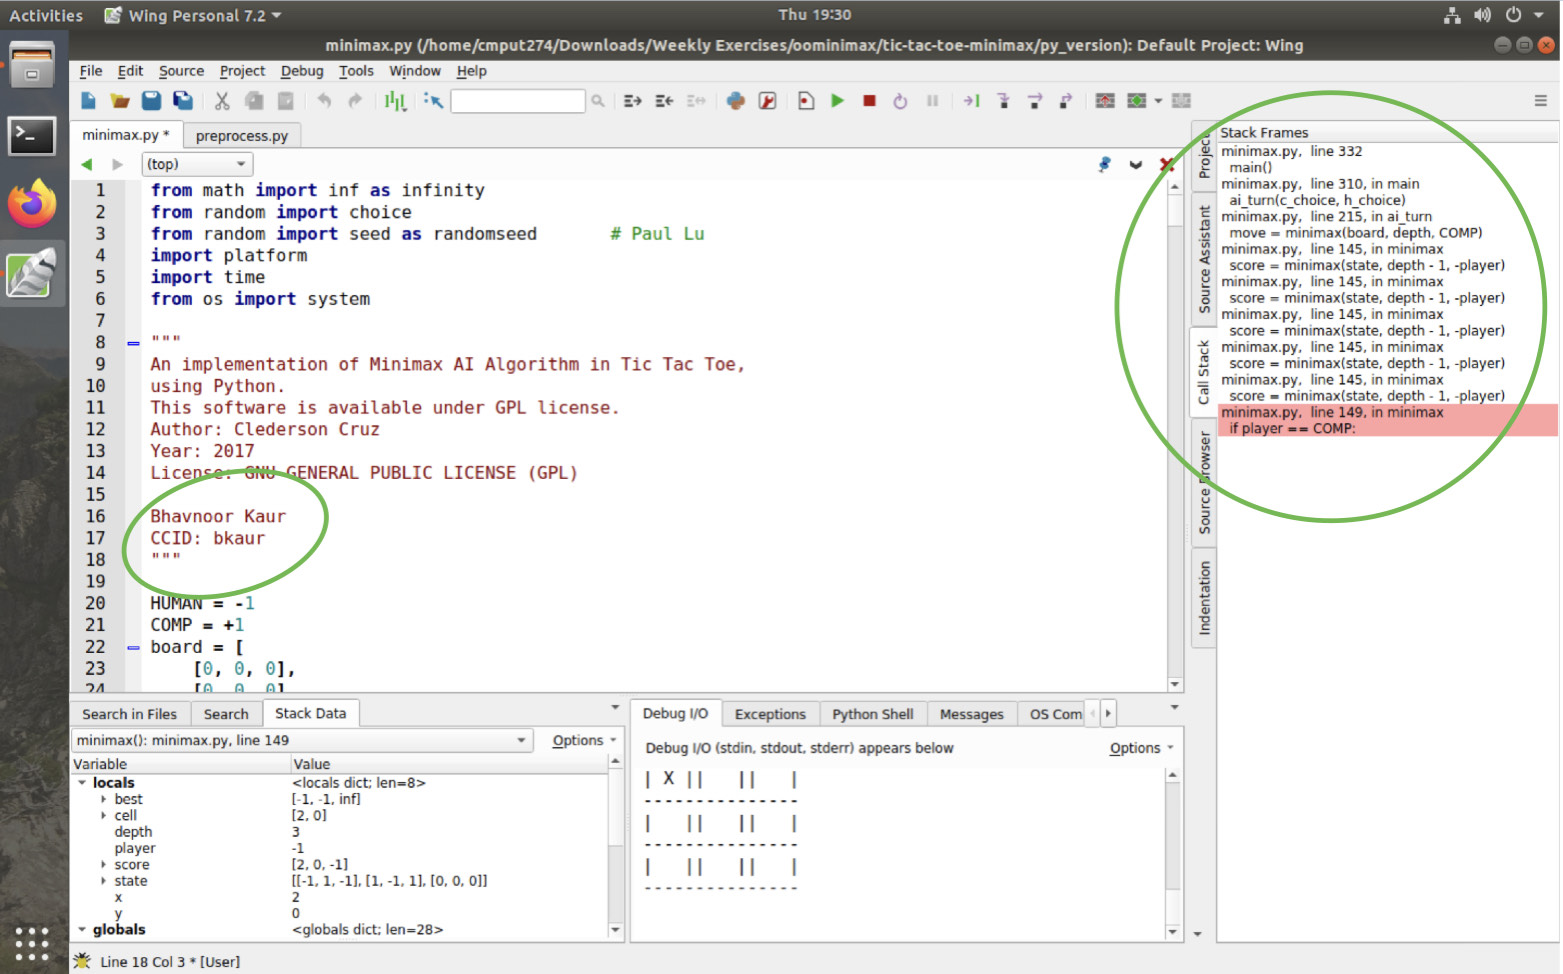 Activities
Wing Personal 7.2
Thu 19:30
minimax.py (/home/cmput274/Downloads/Weekly Exercises/oominimax/tic-tac-toe-minimax/py_version): Default Project: Wing
File Edit Source Project Debug Tools Window Help
minimax.py * preprocess.py
(top)
1 from math import inf as infinity
2 from random import choice
3 from random import seed as randomseed # Paul Lu
4 import platform
5 import time
6 from os import system
7
8 """
9 An implementation of Minimax AI Algorithm in Tic Tac Toe,
10 using Python.
11 This software is available under GPL license.
12 Author: Clederson Cruz
13 Year: 2017
14 License: GNU GENERAL PUBLIC LICENSE (GPL)
15
16 Bhavnoor Kaur
17 CCID: bkaur
18 """
19
20 HUMAN = -1
21 COMP = +1
22 board = [
23 [0, 0, 0],
24 [0, 0, 0]
Project
Source Assistant
Call Stack
Source Browser
Indentation
Stack Frames
minimax.py, line 332
main()
minimax.py, line 310, in main
ai_turn(c_choice, h_choice)
minimax.py, line 215, in ai_turn
move = minimax(board, depth, COMP)
minimax.py, line 145, in minimax
score = minimax(state, depth - 1, -player)
minimax.py, line 145, in minimax
score = minimax(state, depth - 1, -player)
minimax.py, line 145, in minimax
score = minimax(state, depth - 1, -player)
minimax.py, line 145, in minimax
score = minimax(state, depth - 1, -player)
minimax.py, line 145, in minimax
score = minimax(state, depth - 1, -player)
minimax.py, line 149, in minimax
if player == COMP:
Search in Files Search Stack Data
minimax(): minimax.py, line 149 Options
Variable Value
locals <locals dict; len=8>
best [-1, -1, inf]
cell [2, 0]
depth 3
player -1
score [2, 0, -1]
state [[-1, 1, -1], [1, -1, 1], [0, 0, 0]]
x 2
y 0
globals <globals dict; len=28>
Debug I/O Exceptions Python Shell Messages OS Com
Debug I/O (stdin, stdout, stderr) appears below Options
| X || || |
---------------
| || || |
---------------
| || || |
---------------
Line 18 Col 3 * [User]